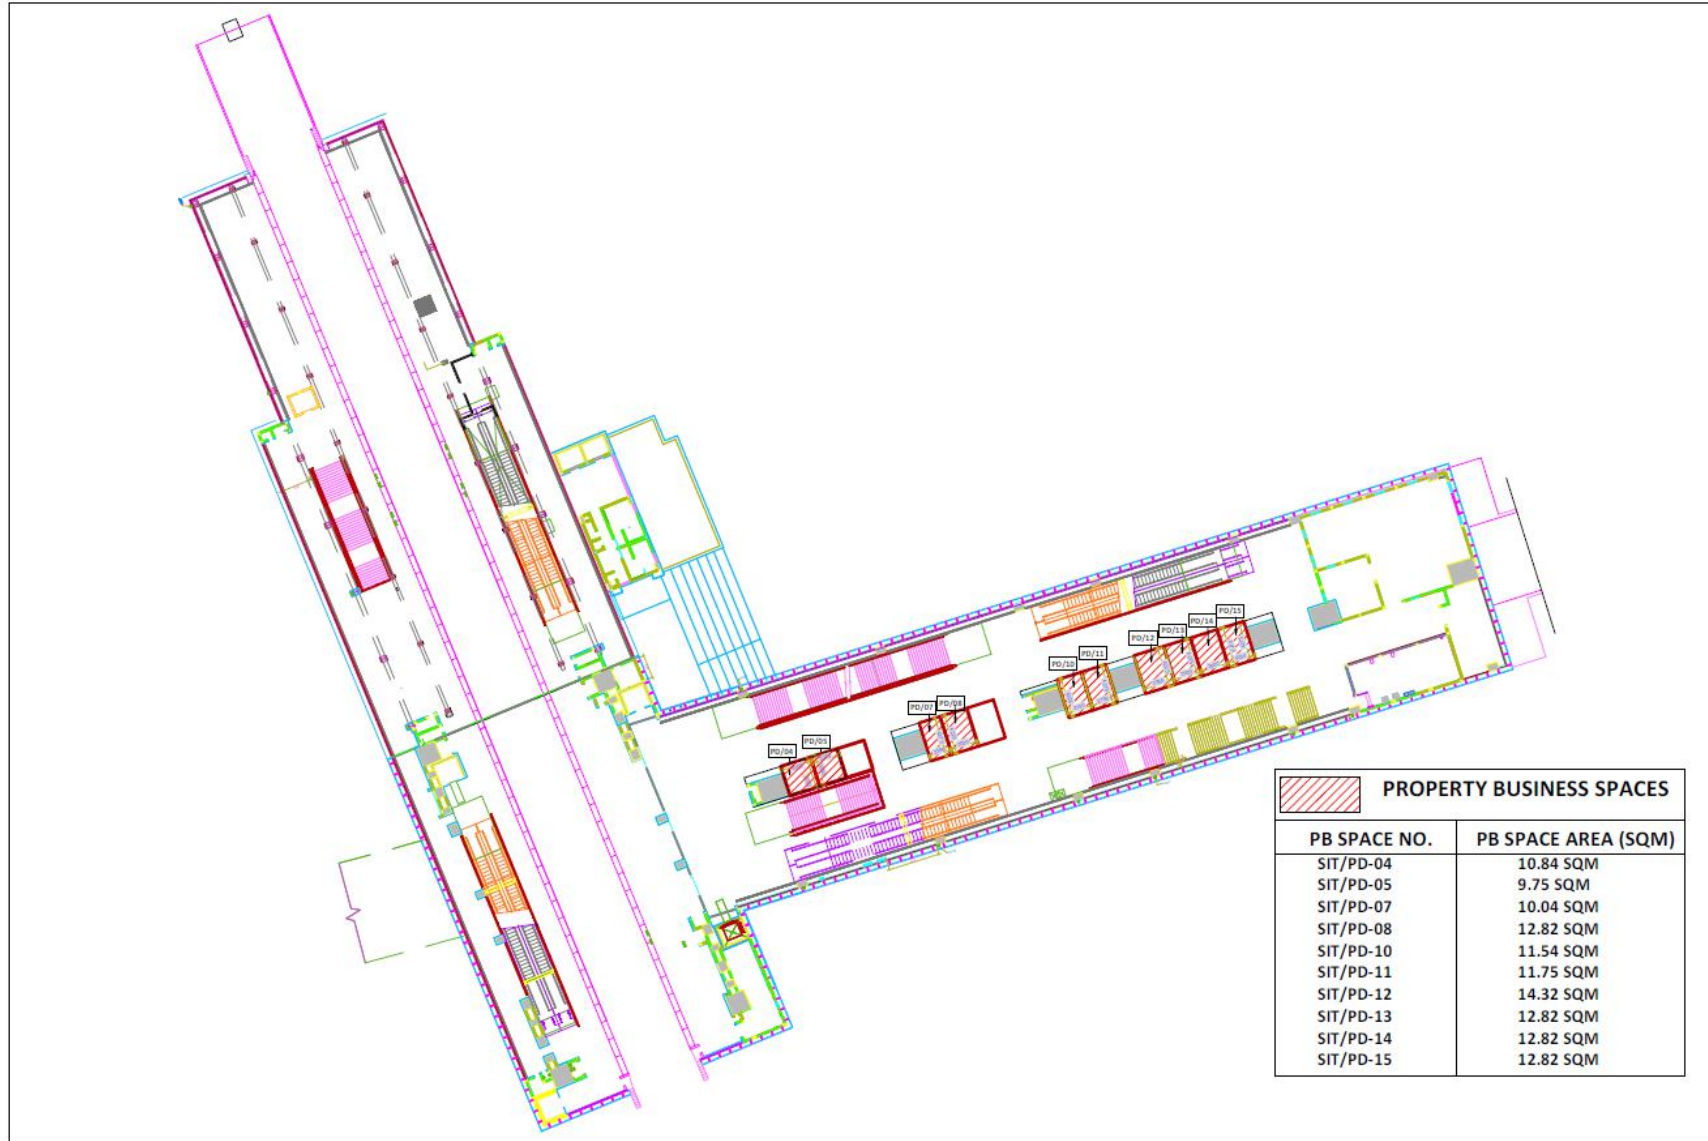 PD/15
PD/14
PD/13
PD/12
PD/11
PD/10
PD/08
PD/07
PD/05
PD/04
PROPERTY BUSINESS SPACES
PB SPACE NO. PB SPACE AREA (SQM)
SIT/PD-04 10.84 SQM
SIT/PD-05 9.75 SQM
SIT/PD-07 10.04 SQM
SIT/PD-08 12.82 SQM
SIT/PD-10 11.54 SQM
SIT/PD-11 11.75 SQM
SIT/PD-12 14.32 SQM
SIT/PD-13 12.82 SQM
SIT/PD-14 12.82 SQM
SIT/PD-15 12.82 SQM